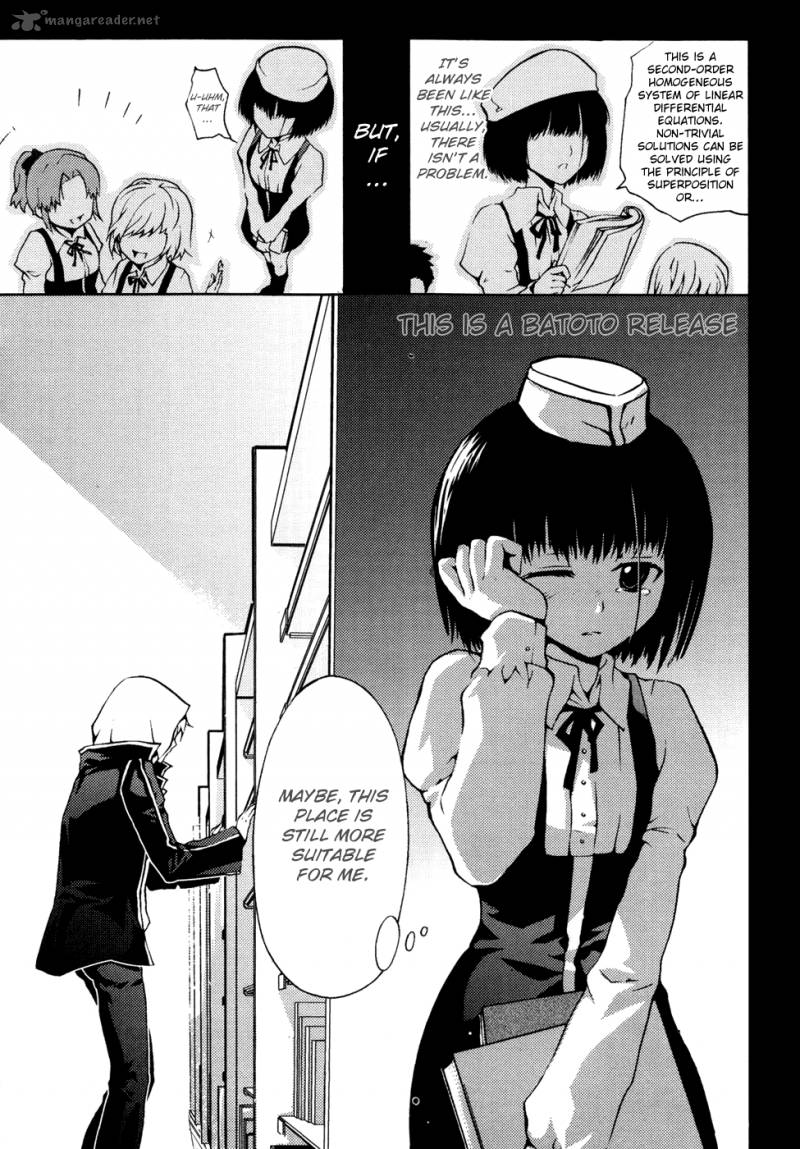 mangareader.net
THIS IS A
SECOND-ORDER
HOMOGENEOUS
SYSTEM OF LINEAR
DIFFERENTIAL
EQUATIONS.
NON-TRIVIAL
SOLUTIONS CAN BE
SOLVED USING
THE PRINCIPLE OF
SUPERPOSITION
OR...
IT'S
ALWAYS
BEEN LIKE
THIS...
USUALLY,
THERE
ISN'T A
PROBLEM.
BUT,
IF
...
U-UHM,
THAT
...
THIS IS A BATOTO RELEASE
MAYBE, THIS
PLACE IS
STILL MORE
SUITABLE
FOR ME.